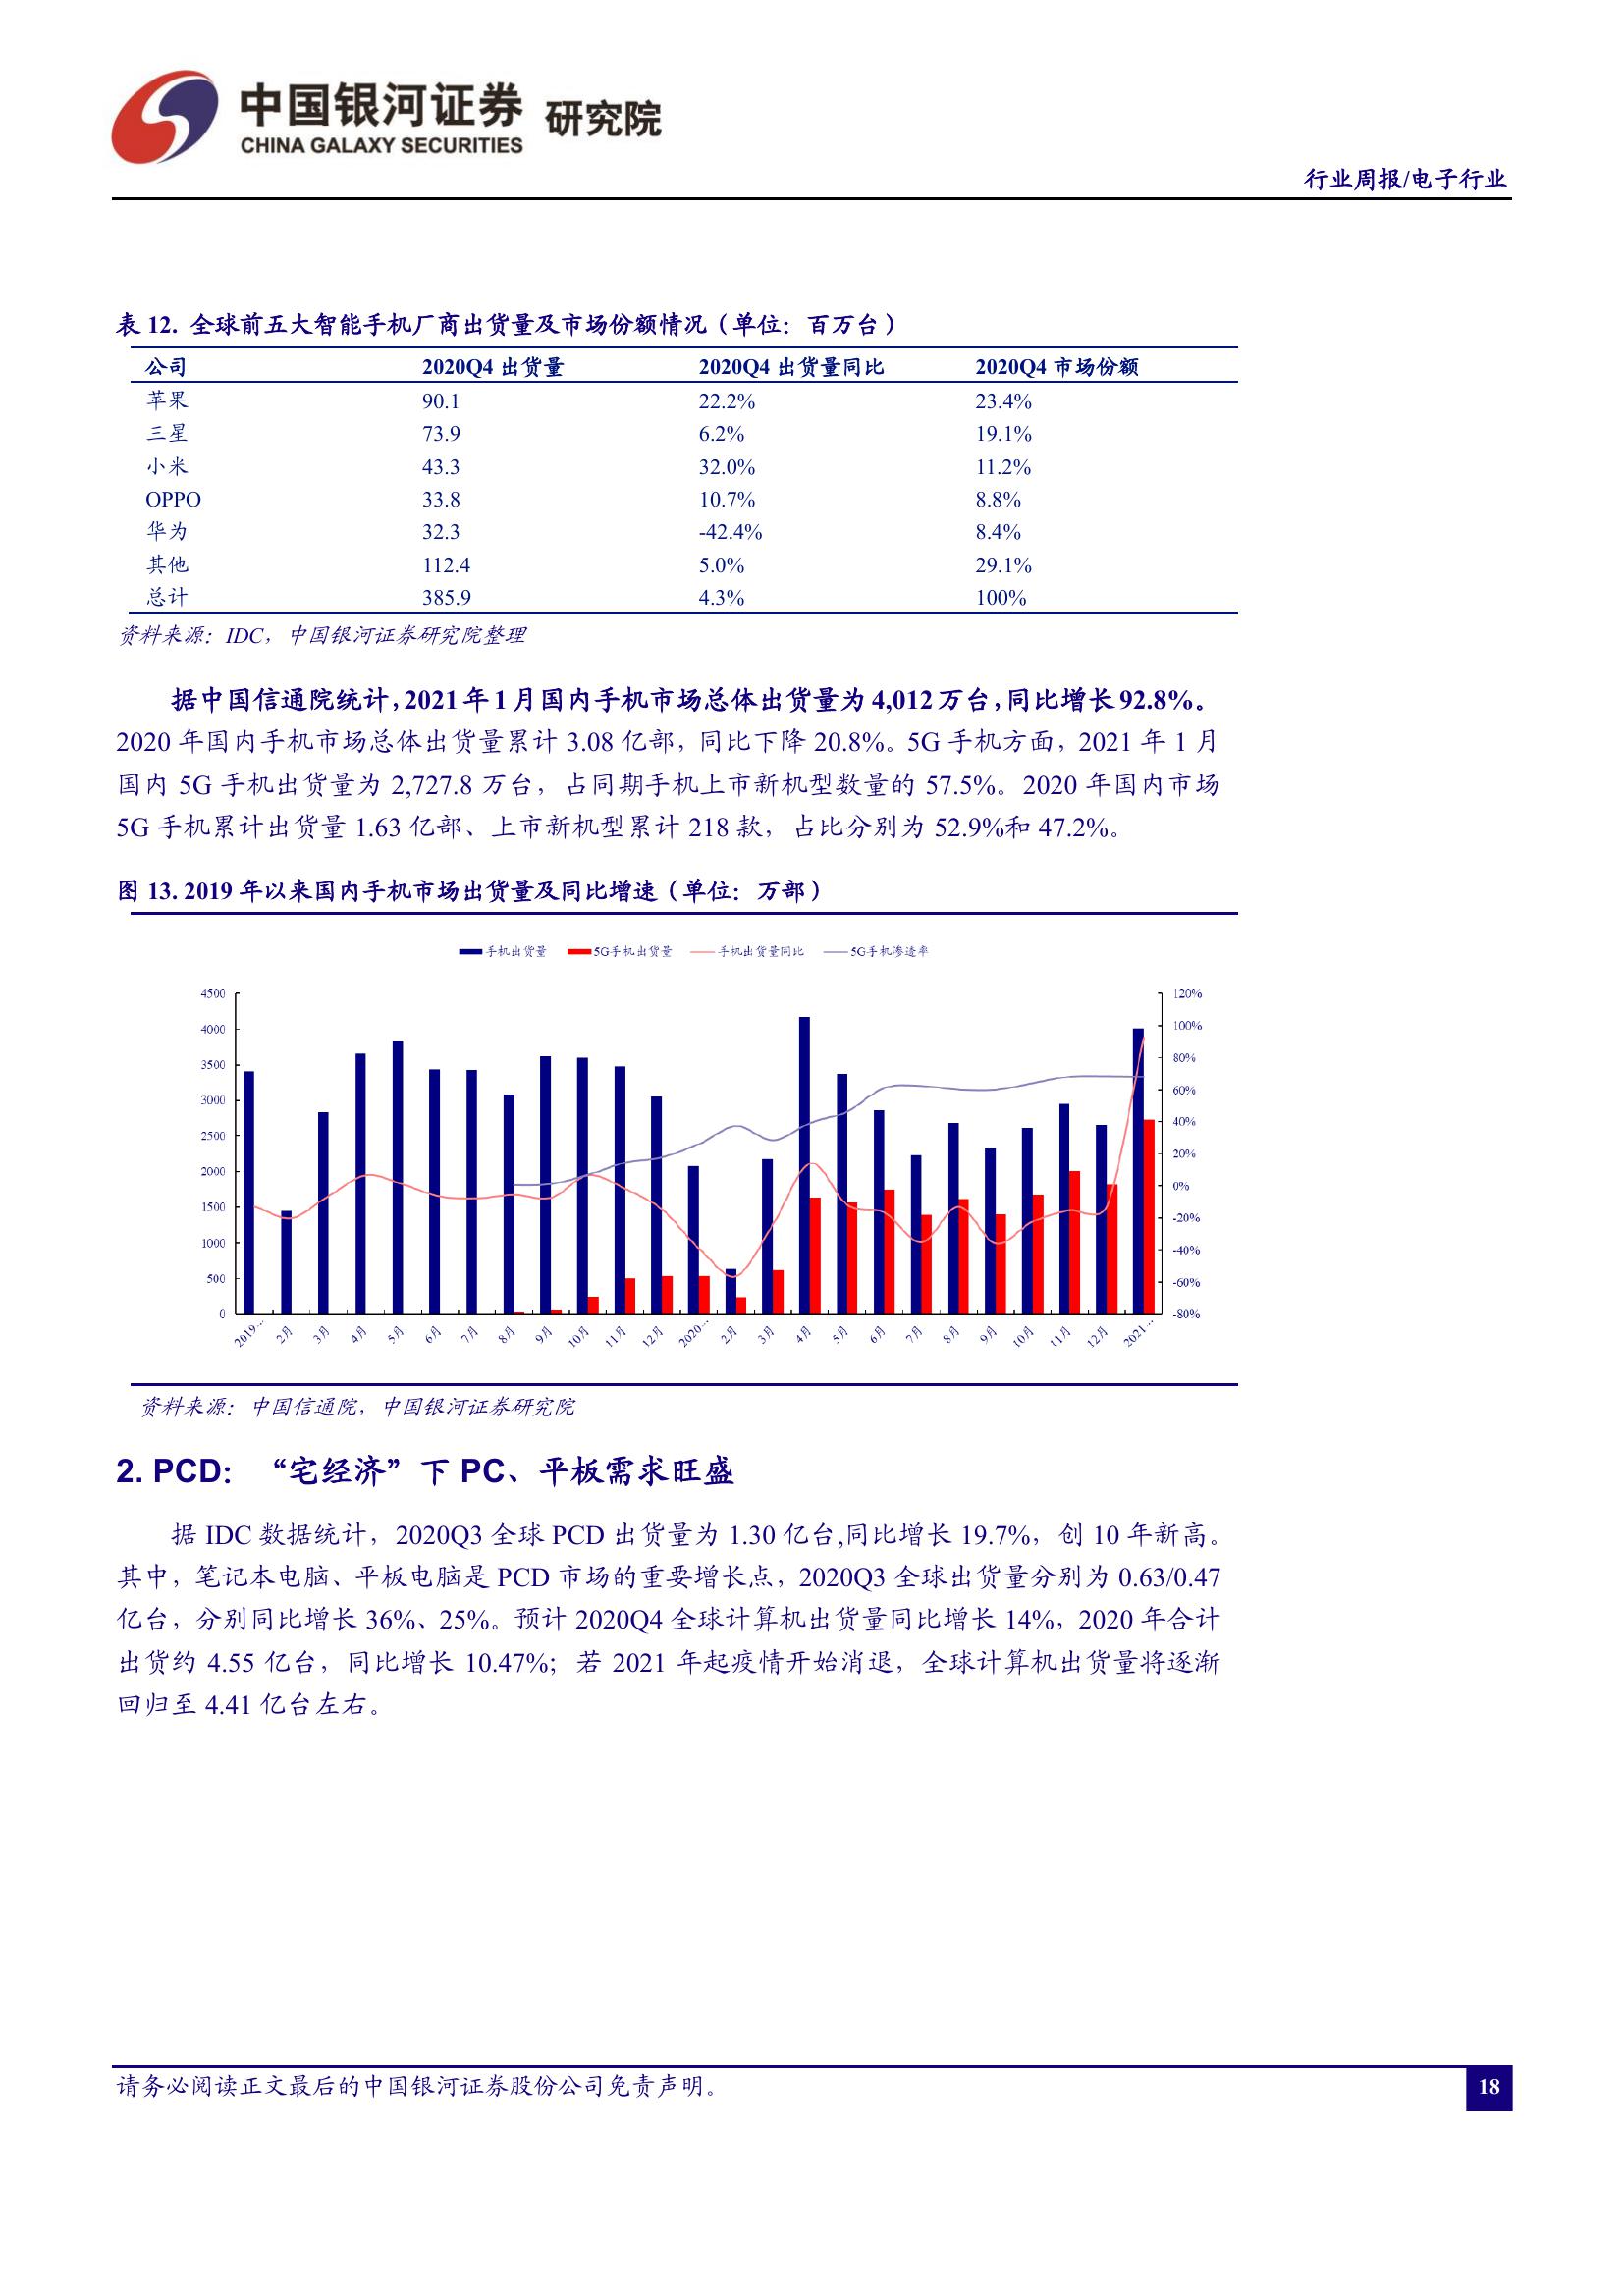 中国银河证券 研究院
CHINA GALAXY SECURITIES
行业周报/电子行业
表 12. 全球前五大智能手机厂商出货量及市场份额情况（单位：百万台）
公司 2020Q4 出货量 2020Q4 出货量同比 2020Q4 市场份额
苹果 90.1 22.2% 23.4%
三星 73.9 6.2% 19.1%
小米 43.3 32.0% 11.2%
OPPO 33.8 10.7% 8.8%
华为 32.3 -42.4% 8.4%
其他 112.4 5.0% 29.1%
总计 385.9 4.3% 100%
资料来源：IDC，中国银河证券研究院整理
据中国信通院统计，2021 年 1 月国内手机市场总体出货量为 4,012 万台，同比增长 92.8%。
2020 年国内手机市场总体出货量累计 3.08 亿部，同比下降 20.8%。5G 手机方面，2021 年 1 月
国内 5G 手机出货量为 2,727.8 万台，占同期手机上市新机型数量的 57.5%。2020 年国内市场
5G 手机累计出货量 1.63 亿部、上市新机型累计 218 款，占比分别为 52.9%和 47.2%。
图 13. 2019 年以来国内手机市场出货量及同比增速（单位：万部）
手机出货量 5G手机出货量 手机出货量同比 5G手机渗透率
4500 120%
4000 100%
3500 80%
3000 60%
2500 40%
2000 20%
1500 0%
1000 -20%
500 -40%
0 -60%
-80%
2019… 2月 3月 4月 5月 6月 7月 8月 9月 10月 11月 12月 2020… 2月 3月 4月 5月 6月 7月 8月 9月 10月 11月 12月 2021…
资料来源：中国信通院，中国银河证券研究院
2. PCD：“宅经济”下 PC、平板需求旺盛
据 IDC 数据统计，2020Q3 全球 PCD 出货量为 1.30 亿台,同比增长 19.7%，创 10 年新高。
其中，笔记本电脑、平板电脑是 PCD 市场的重要增长点，2020Q3 全球出货量分别为 0.63/0.47
亿台，分别同比增长 36%、25%。预计 2020Q4 全球计算机出货量同比增长 14%，2020 年合计
出货约 4.55 亿台，同比增长 10.47%；若 2021 年起疫情开始消退，全球计算机出货量将逐渐
回归至 4.41 亿台左右。
请务必阅读正文最后的中国银河证券股份公司免责声明。
18